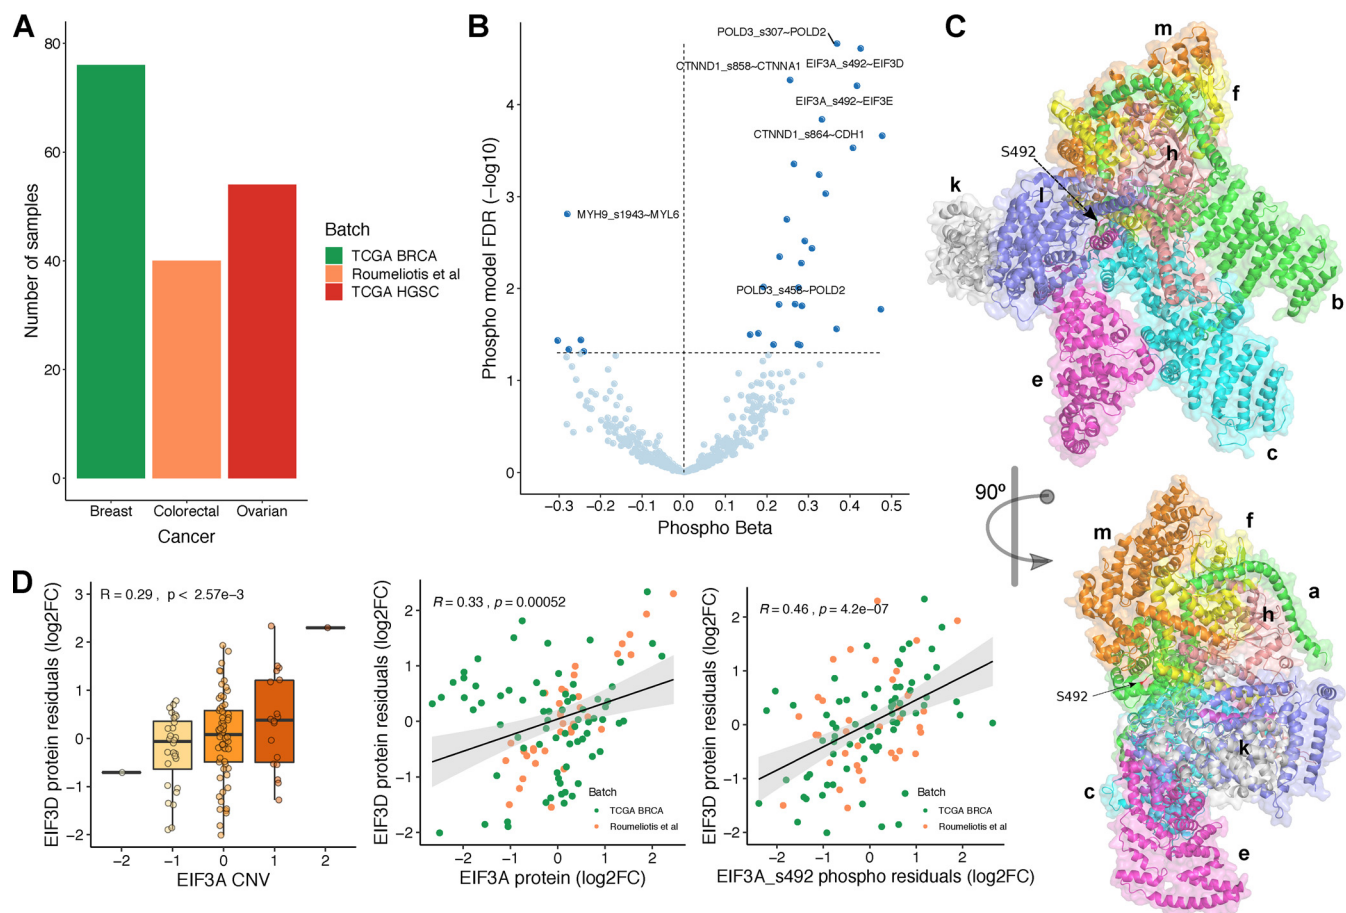 A
80
60
40
20
0
Number of samples
Breast
Colorectal
Ovarian
Cancer
Batch
TCGA BRCA
Roumeliotis et al
TCGA HGSC
B
POLD3_s307~POLD2
CTNND1_s858~CTNNA1
EIF3A_s492~EIF3D
EIF3A_s492~EIF3E
CTNND1_s864~CDH1
MYH9_s1943~MYL6
POLD3_s458~POLD2
4
3
2
1
0
Phospho model FDR (−log10)
−0.3
−0.2
−0.1
0.0
0.1
0.2
0.3
0.4
0.5
Phospho Beta
C
m
f
h
S492
k
l
b
e
c
90º
m
f
a
h
S492
k
c
e
D
R = 0.29 , p < 2.57e−3
3
2
1
0
−1
−2
EIF3D protein residuals (log2FC)
−2
−1
0
1
2
EIF3A CNV
R = 0.33 , p = 0.00052
2
1
0
−1
−2
EIF3D protein residuals (log2FC)
Batch
TCGA BRCA
Roumeliotis et al
−2
−1
0
1
2
EIF3A protein (log2FC)
R = 0.46 , p = 4.2e−07
2
1
0
−1
−2
EIF3D protein residuals (log2FC)
Batch
TCGA BRCA
Roumeliotis et al
−2
−1
0
1
2
EIF3A_s492 phospho residuals (log2FC)